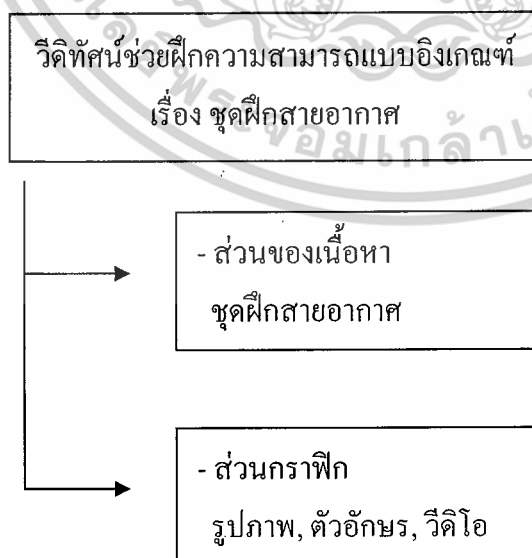 วีดิทัศน์ช่วยฝึกความสามารถแบบอิงเกณฑ์
เรื่อง ชุดฝึกสายอากาศ
- ส่วนของเนื้อหา
ชุดฝึกสายอากาศ
- ส่วนกราฟิก
รูปภาพ, ตัวอักษร, วีดิโอ